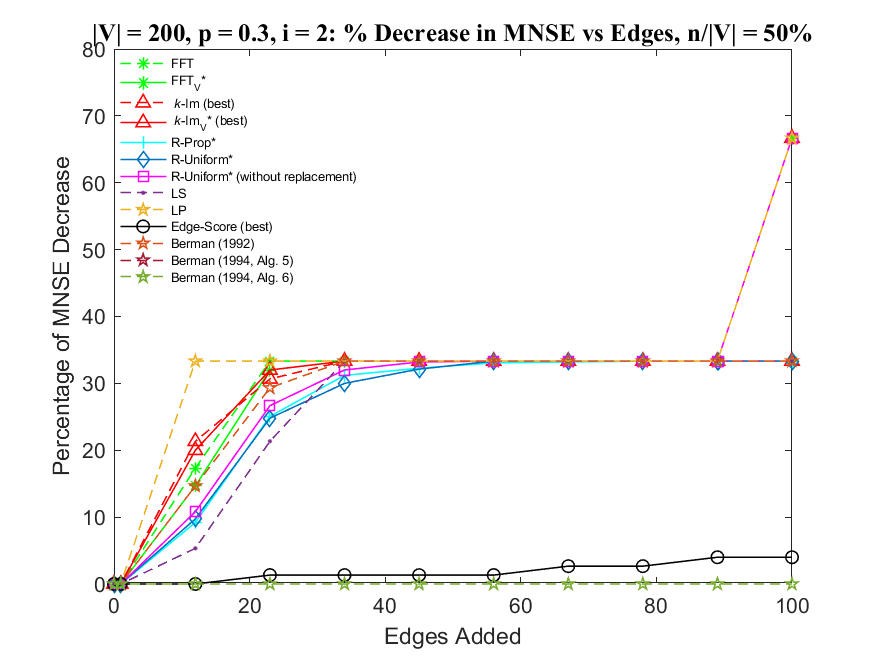 |V| = 200, p = 0.3, i = 2: % Decrease in MNSE vs Edges, n/|V| = 50%
80
70
60
50
40
30
20
10
0
Percentage of MNSE Decrease
FFT
FFT_V*
k-Im (best)
k-Im_V* (best)
R-Prop*
R-Uniform*
R-Uniform* (without replacement)
LS
LP
Edge-Score (best)
Berman (1992)
Berman (1994, Alg. 5)
Berman (1994, Alg. 6)
0 20 40 60 80 100
Edges Added